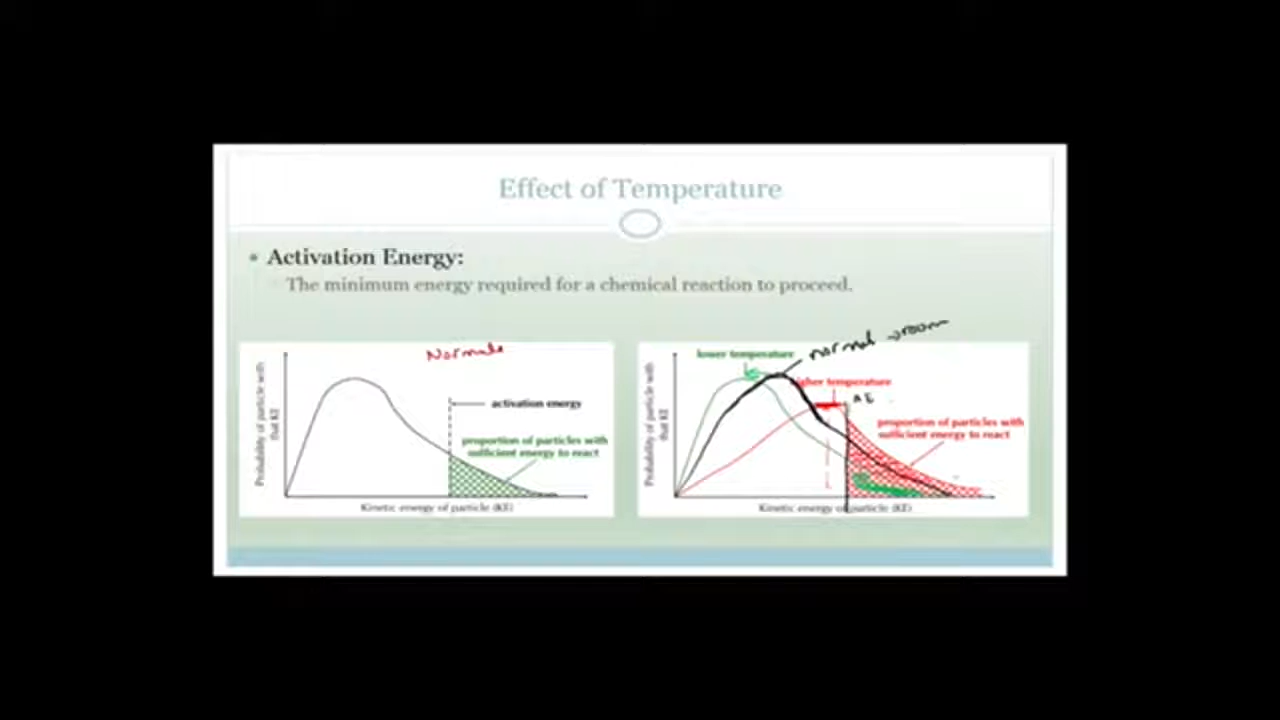 Effect of Temperature
Activation Energy:
The minimum energy required for a chemical reaction to proceed.
Normale
Probability of particle with
that KE
activation energy
proportion of particles with
sufficient energy to react
Kinetic energy of particle (KE)
normal → room
lower temperature
higher temperature
AE
Probability of particle with
that KE
proportion of particles with
sufficient energy to react
Kinetic energy of particle (KE)